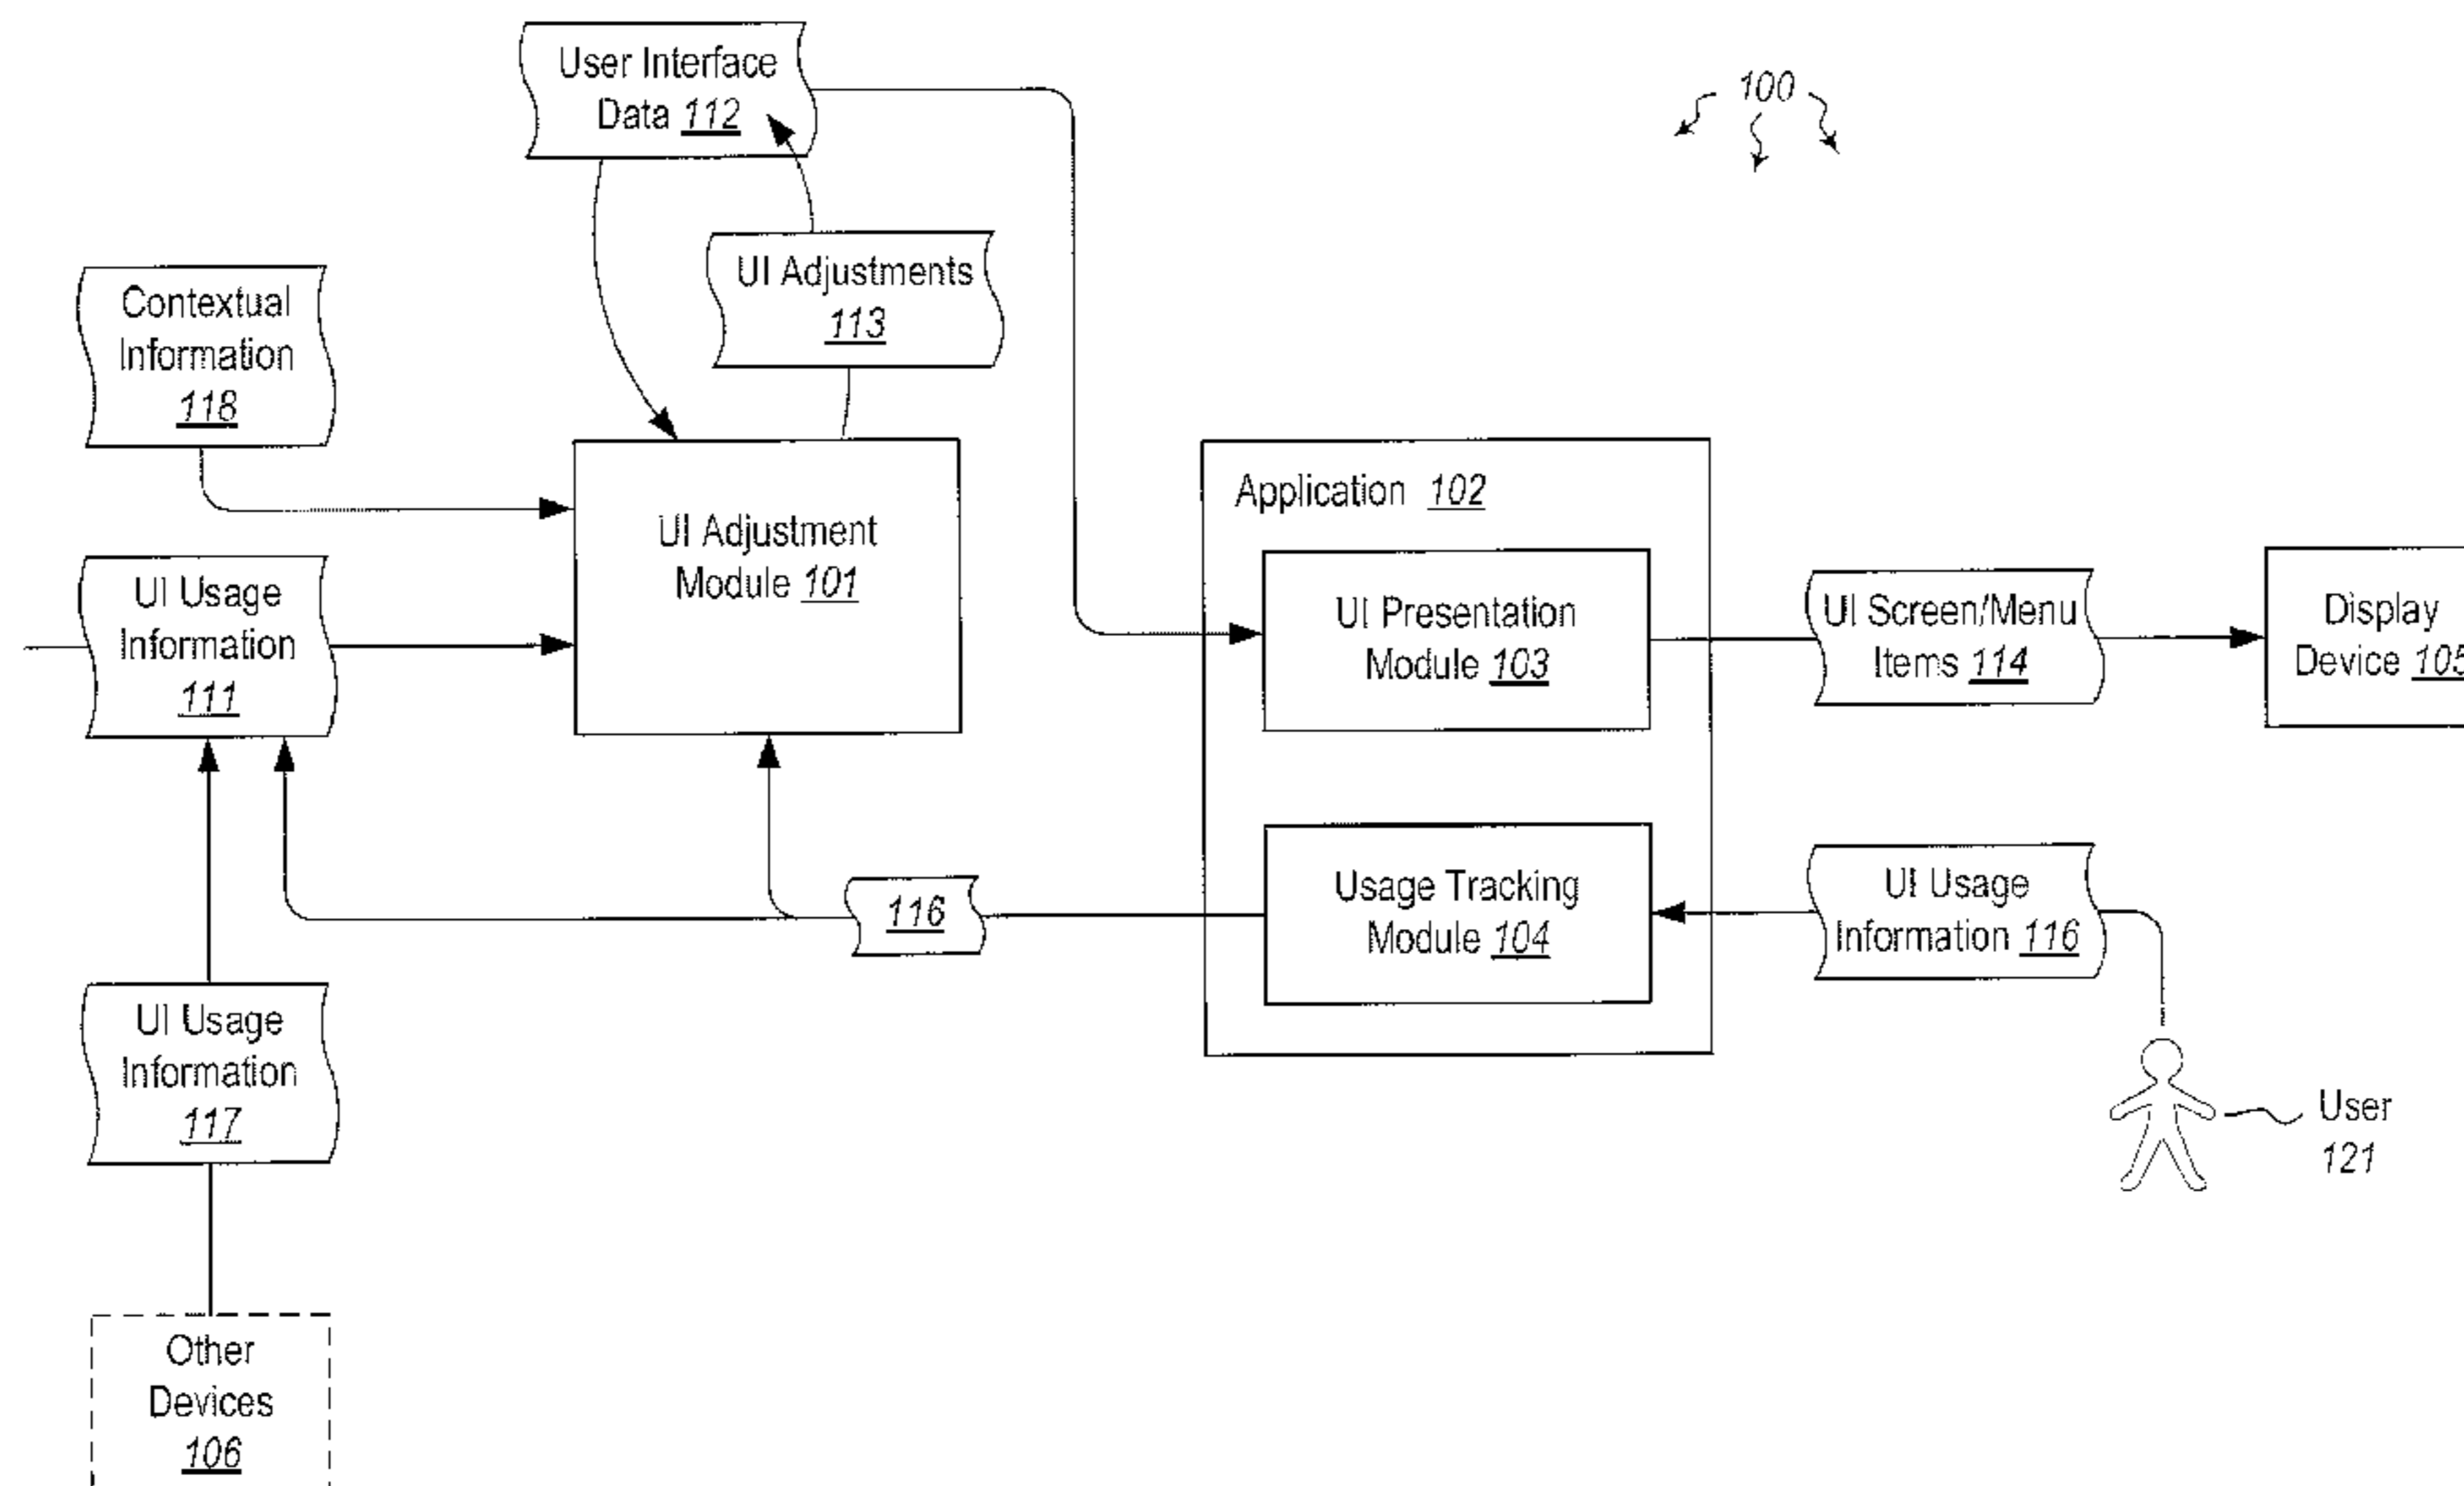 User Interface
Data 112
100
UI Adjustments
113
Contextual
Information
118
UI Adjustment
Module 101
Application 102
UI Usage
Information
111
UI Presentation
Module 103
UI Screen/Menu
Items 114
Display
Device 105
116
Usage Tracking
Module 104
UI Usage
Information 116
UI Usage
Information
117
User
121
Other
Devices
106